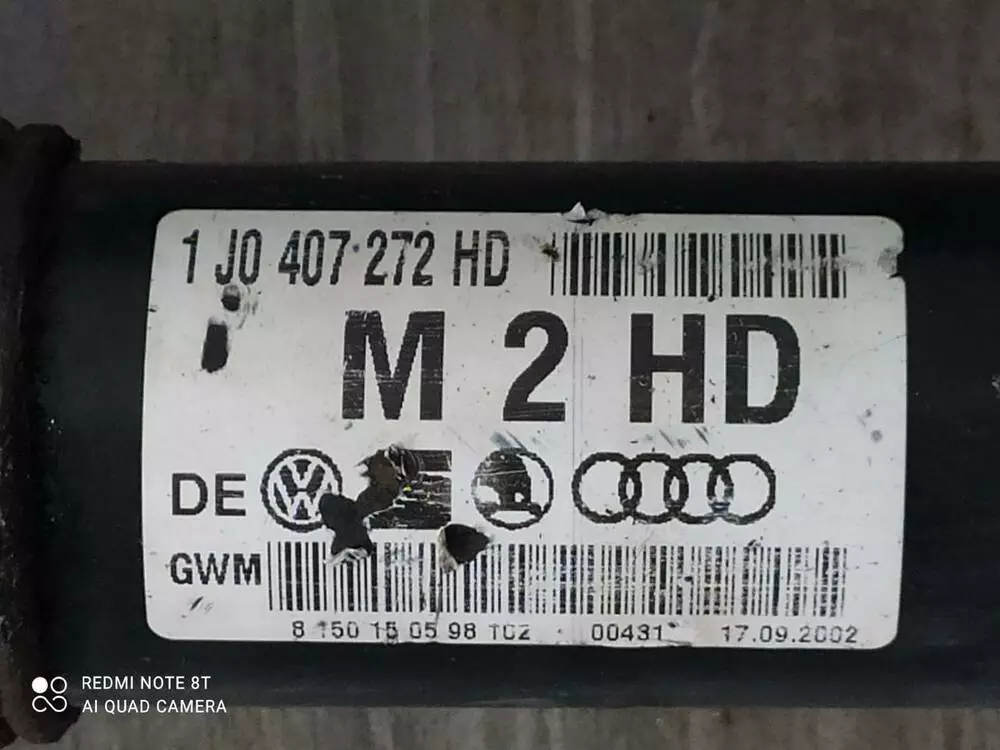 1 J0 407 272 HD
M 2 HD
DE
GWM
8 150 15 05 98 102 00431 17.09.2002
REDMI NOTE 8T
AI QUAD CAMERA